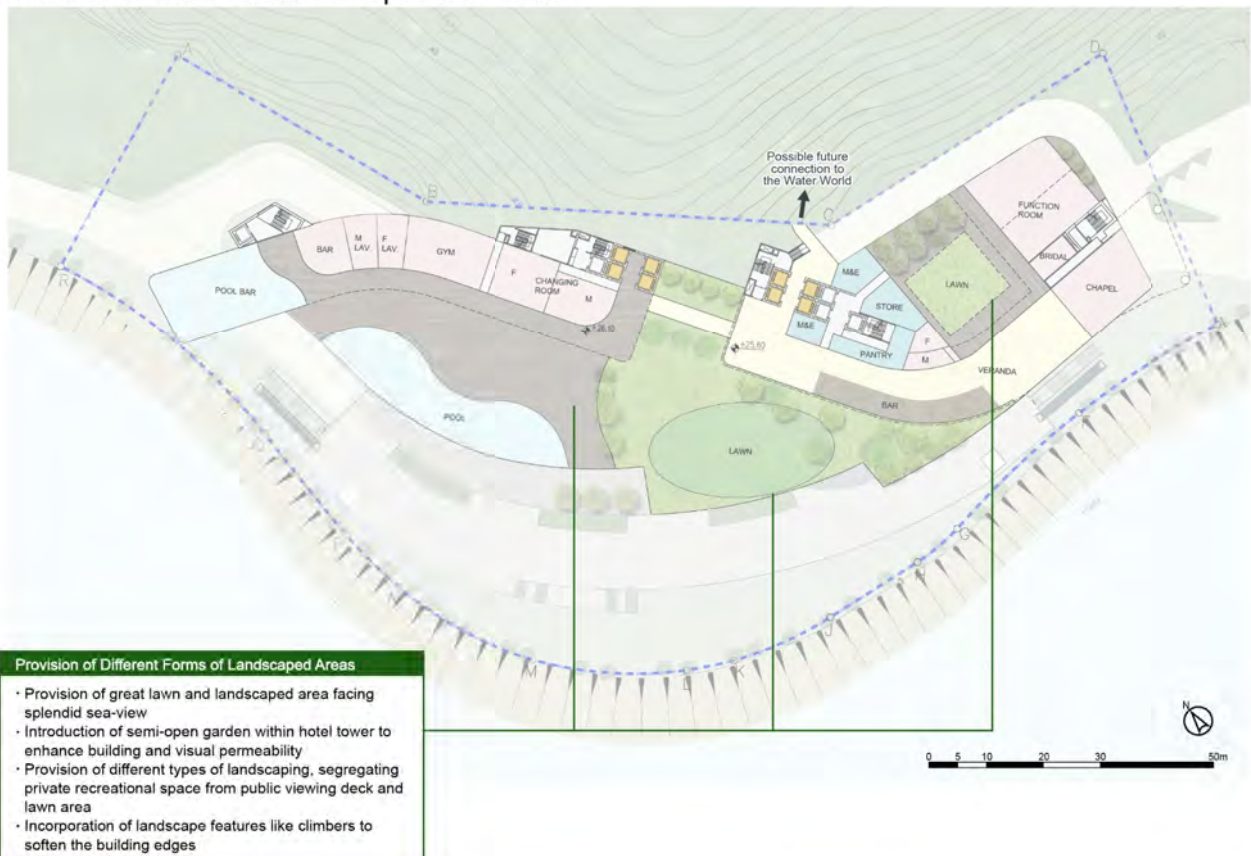 A
D
B
Possible future
connection to
the Water World
C
FUNCTION
ROOM
BAR
M
LAV.
F
LAV.
GYM
F
CHANGING
ROOM
M
BRIDAL
CHAPEL
M&E
STORE
LAWN
R
POOL BAR
+26.10
M&E
F
M
PANTRY
+25.60
VERANDA
BAR
POOL
LAWN
G
J
M
L
K
N
0 5 10 20 30 50m
Provision of Different Forms of Landscaped Areas
· Provision of great lawn and landscaped area facing
splendid sea-view
· Introduction of semi-open garden within hotel tower to
enhance building and visual permeability
· Provision of different types of landscaping, segregating
private recreational space from public viewing deck and
lawn area
· Incorporation of landscape features like climbers to
soften the building edges